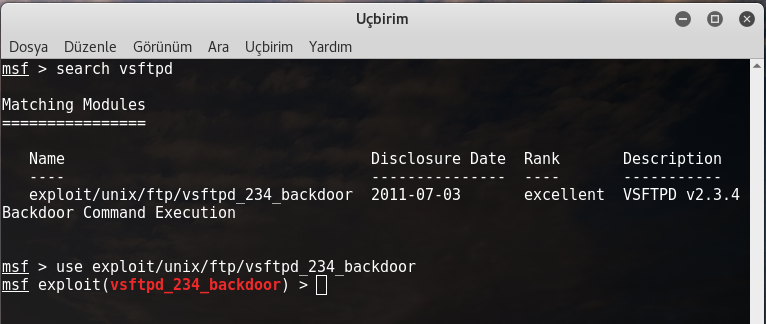 Uçbirim
Dosya Düzenle Görünüm Ara Uçbirim Yardım
msf > search vsftpd
Matching Modules
================
Name Disclosure Date Rank Description
---- --------------- ---- -----------
exploit/unix/ftp/vsftpd_234_backdoor 2011-07-03 excellent VSFTPD v2.3.4
Backdoor Command Execution
msf > use exploit/unix/ftp/vsftpd_234_backdoor
msf exploit(vsftpd_234_backdoor) >